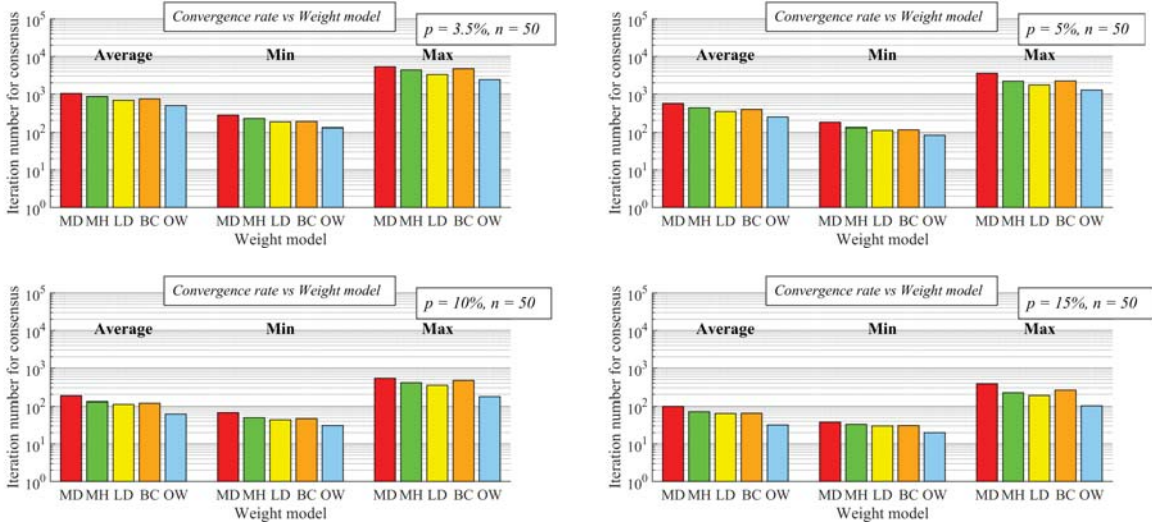 Convergence rate vs Weight model
p = 3.5%, n = 50
Average Min Max
Iteration number for consensus
10^5
10^4
10^3
10^2
10^1
10^0
MD MH LD BC OW MD MH LD BC OW MD MH LD BC OW
Weight model
Convergence rate vs Weight model
p = 5%, n = 50
Average Min Max
Iteration number for consensus
10^5
10^4
10^3
10^2
10^1
10^0
MD MH LD BC OW MD MH LD BC OW MD MH LD BC OW
Weight model
Convergence rate vs Weight model
p = 10%, n = 50
Average Min Max
Iteration number for consensus
10^5
10^4
10^3
10^2
10^1
10^0
MD MH LD BC OW MD MH LD BC OW MD MH LD BC OW
Weight model
Convergence rate vs Weight model
p = 15%, n = 50
Average Min Max
Iteration number for consensus
10^5
10^4
10^3
10^2
10^1
10^0
MD MH LD BC OW MD MH LD BC OW MD MH LD BC OW
Weight model